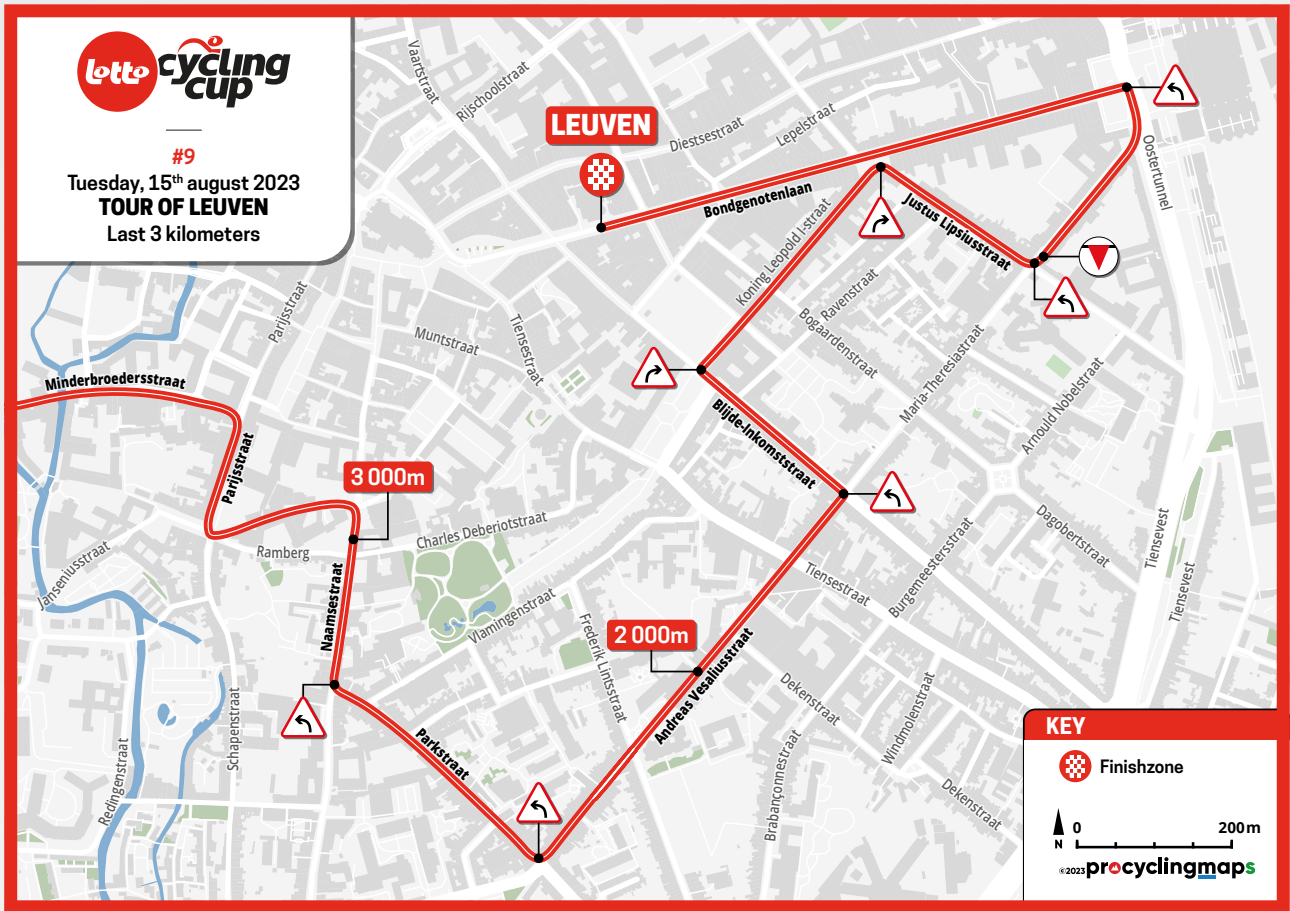 Lotto cycling
cup
#9
Tuesday, 15th august 2023
TOUR OF LEUVEN
Last 3 kilometers
Vaartstraat
Rijschoolstraat
LEUVEN
Diestsestraat
Lepelstraat
Bondgenotenlaan
Oostertunnel
Koning Leopold I-straat
Justus Lipsiusstraat
Parijsstraat
Muntstraat
Tiensestraat
Ravenstraat
Bogaardenstraat
Maria-Theresiastraat
Arnould Nobelstraat
Minderbroedersstraat
Parijsstraat
Blijde-Inkomststraat
3 000m
Charles Deberiotstraat
Ramberg
Janseniusstraat
Naamsestraat
Vlamingenstraat
Frederik Lintsstraat
Tiensestraat
Burgemeestersstraat
Dagobertstraat
Tiensevest
Tiensevest
2 000m
Andreas Vesaliusstraat
Dekenstraat
Windmolenstraat
Schapenstraat
Redingenstraat
Parkstraat
Brabançonnestraat
Dekenstraat
KEY
Finishzone
0 200m
N
©2023 procyclingmaps